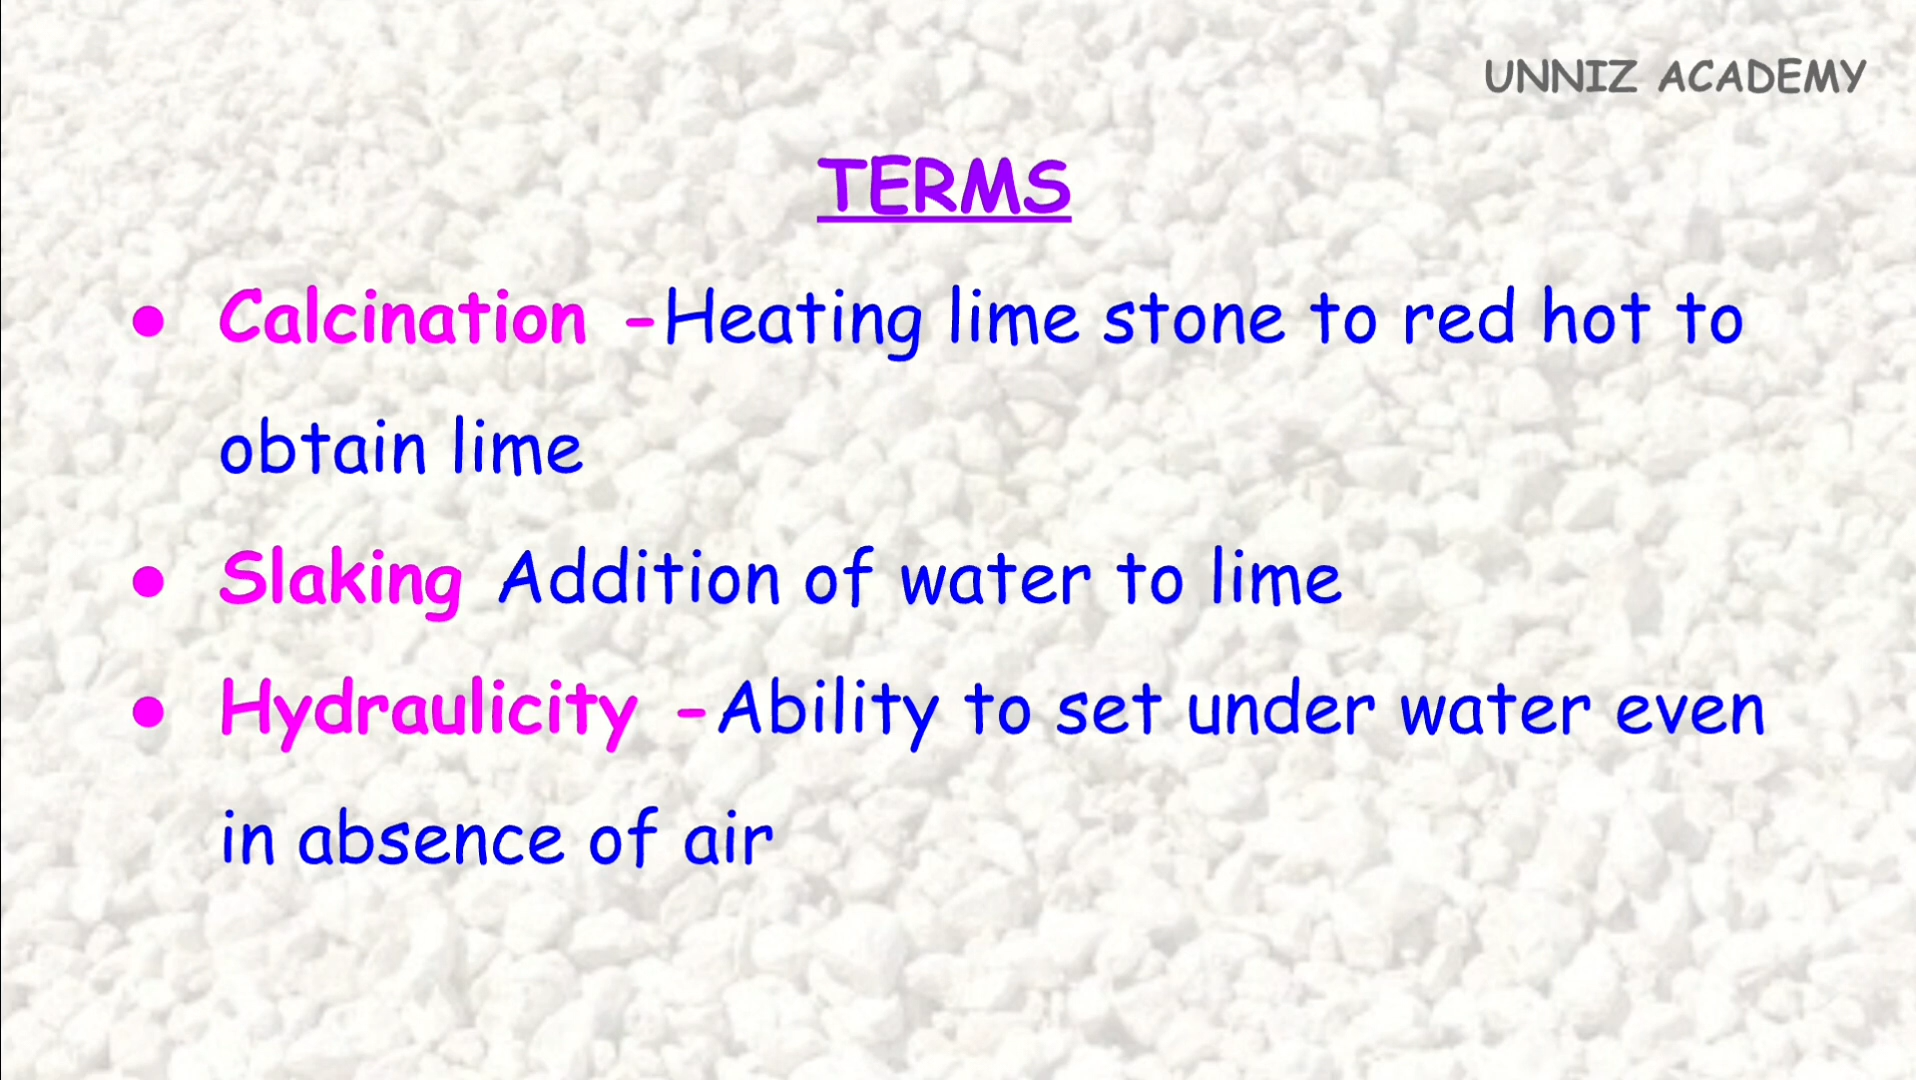 UNNIZ ACADEMY
TERMS
● Calcination -Heating lime stone to red hot to
obtain lime
● Slaking Addition of water to lime
● Hydraulicity -Ability to set under water even
in absence of air